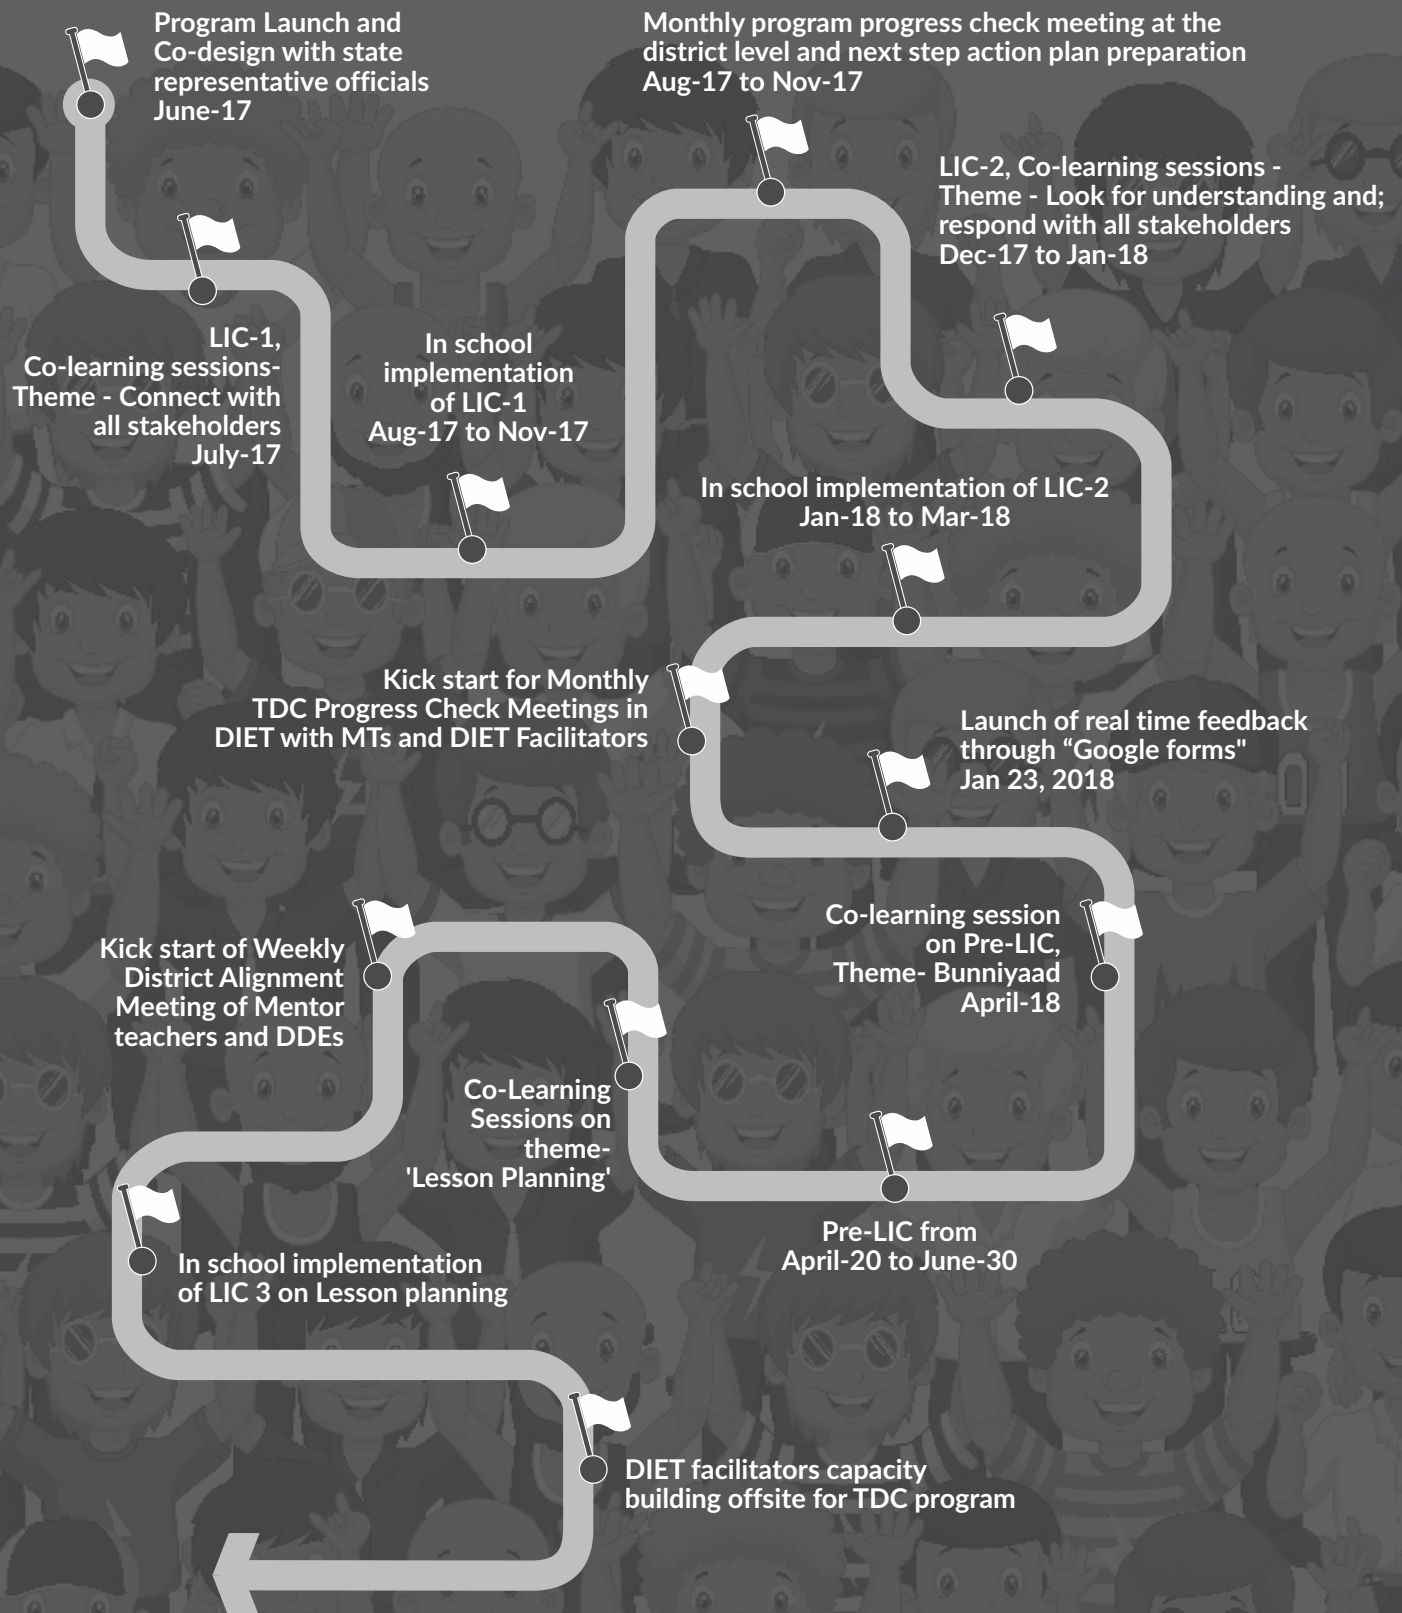 Program Launch and
Co-design with state
representative officials
June-17
LIC-1,
Co-learning sessions-
Theme - Connect with
all stakeholders
July-17
In school
implementation
of LIC-1
Aug-17 to Nov-17
Monthly program progress check meeting at the
district level and next step action plan preparation
Aug-17 to Nov-17
LIC-2, Co-learning sessions -
Theme - Look for understanding and;
respond with all stakeholders
Dec-17 to Jan-18
In school implementation of LIC-2
Jan-18 to Mar-18
Kick start for Monthly
TDC Progress Check Meetings in
DIET with MTs and DIET Facilitators
Launch of real time feedback
through “Google forms"
Jan 23, 2018
Co-learning session
on Pre-LIC,
Theme- Bunniyaad
April-18
Pre-LIC from
April-20 to June-30
Co-Learning
Sessions on
theme-
'Lesson Planning'
Kick start of Weekly
District Alignment
Meeting of Mentor
teachers and DDEs
In school implementation
of LIC 3 on Lesson planning
DIET facilitators capacity
building offsite for TDC program